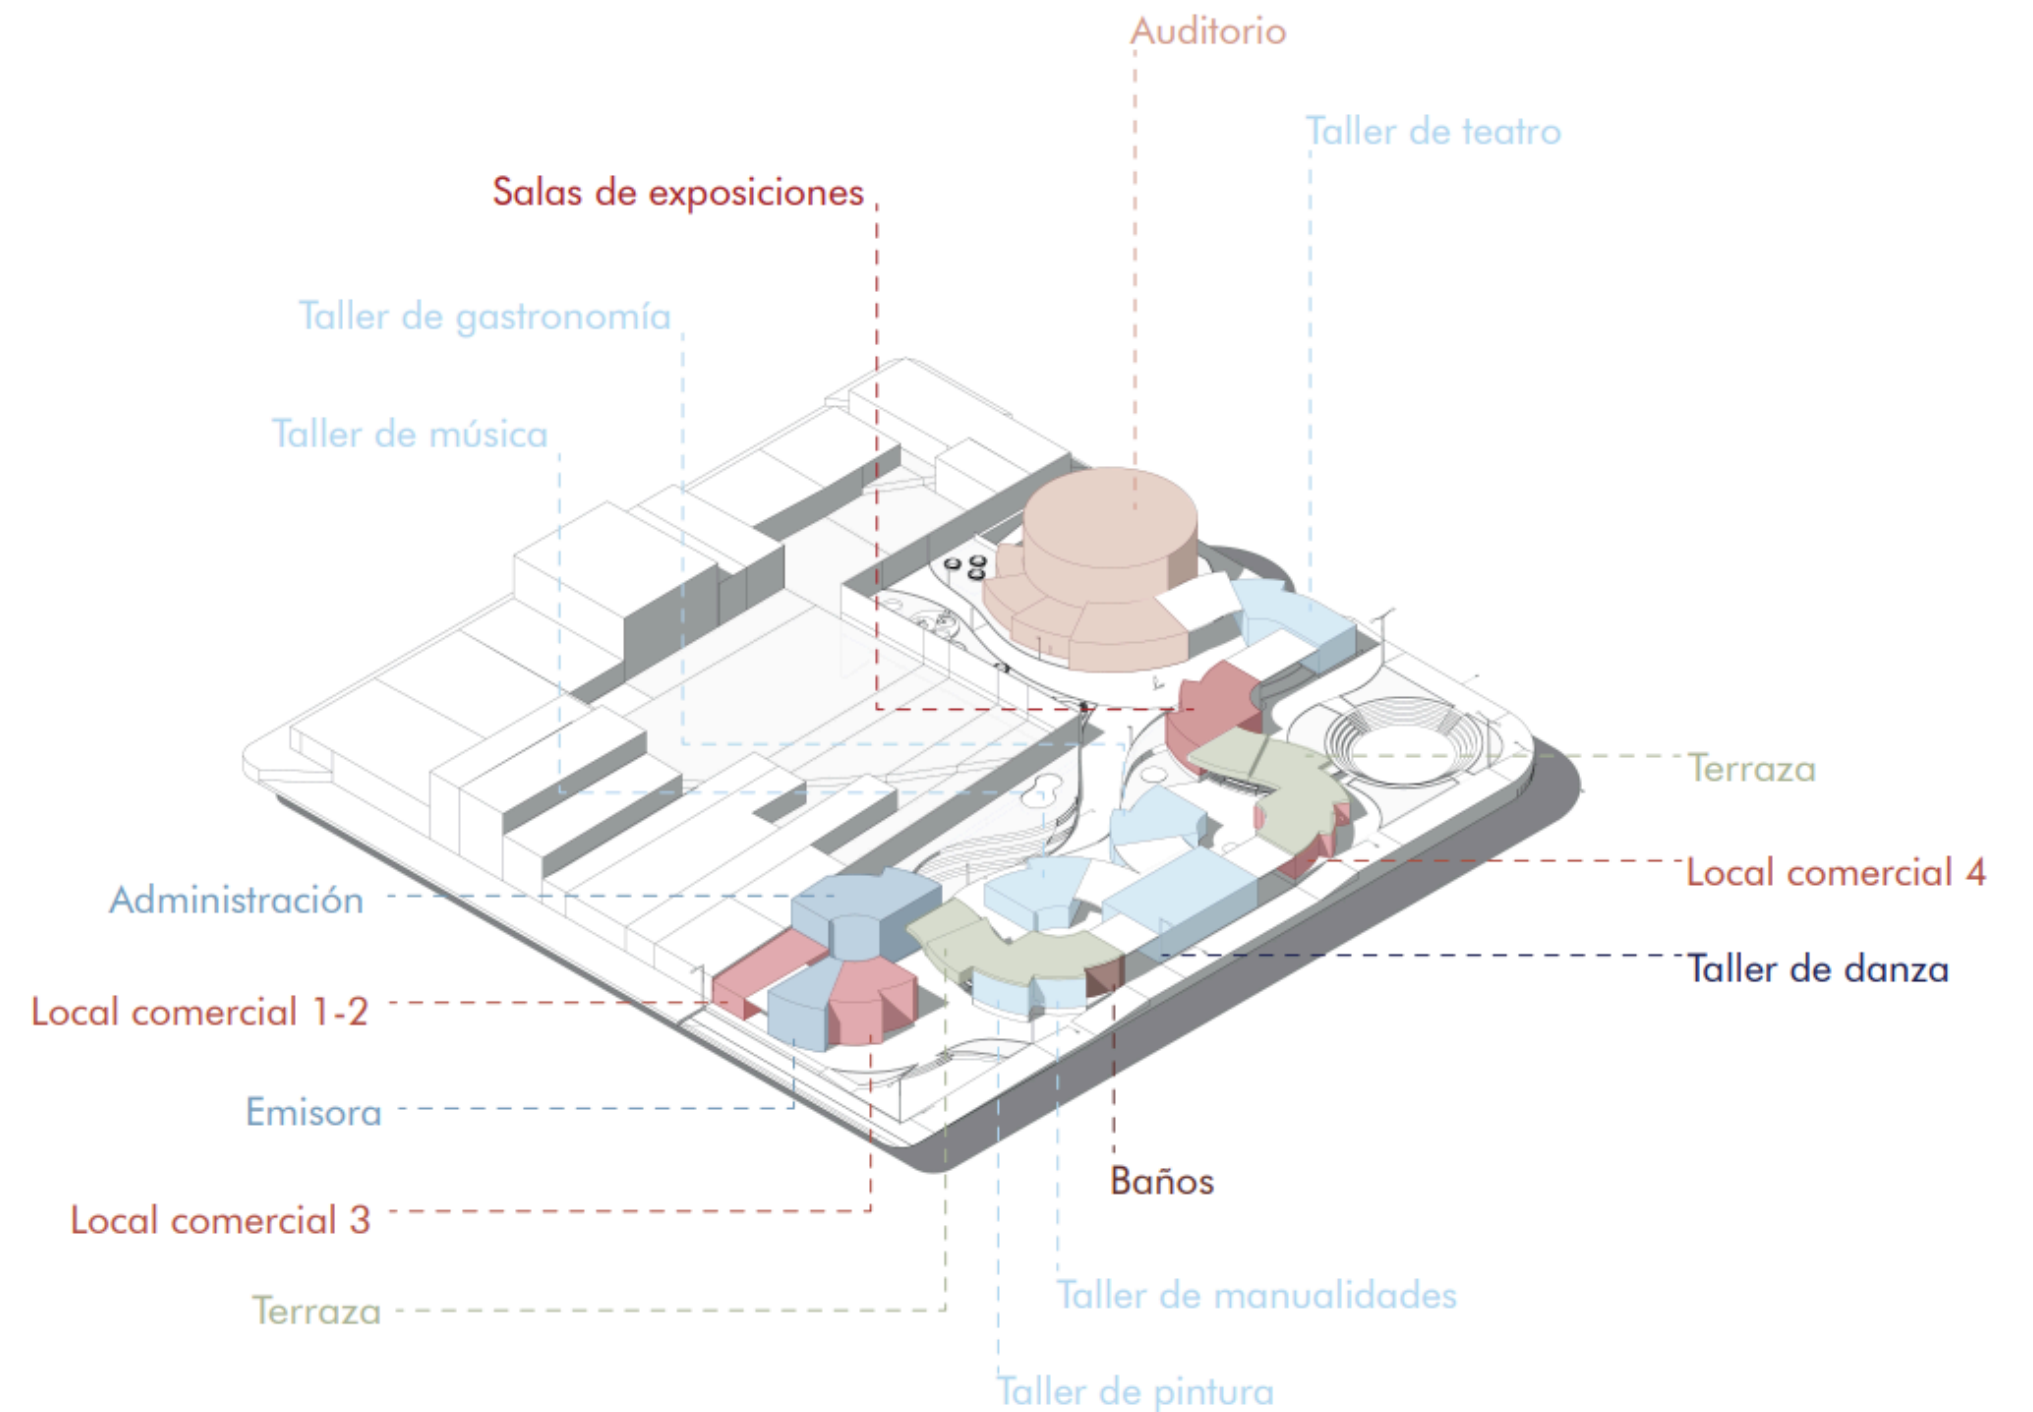 Auditorio
Taller de teatro
Salas de exposiciones
Taller de gastronomía
Taller de música
Terraza
Local comercial 4
Administración
Taller de danza
Local comercial 1-2
Emisora
Baños
Local comercial 3
Taller de manualidades
Terraza
Taller de pintura